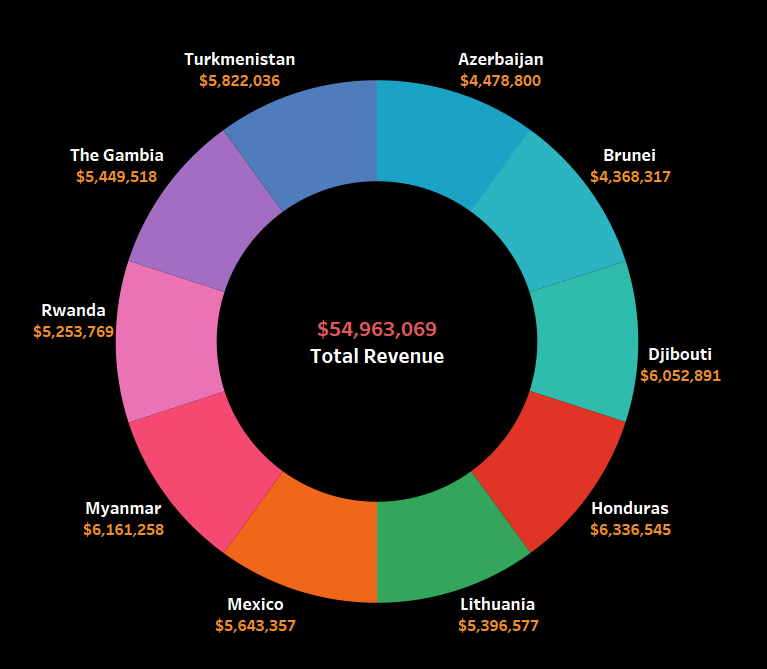 Turkmenistan
$5,822,036
Azerbaijan
$4,478,800
The Gambia
$5,449,518
Brunei
$4,368,317
Rwanda
$5,253,769
$54,963,069
Total Revenue
Djibouti
$6,052,891
Myanmar
$6,161,258
Honduras
$6,336,545
Mexico
$5,643,357
Lithuania
$5,396,577